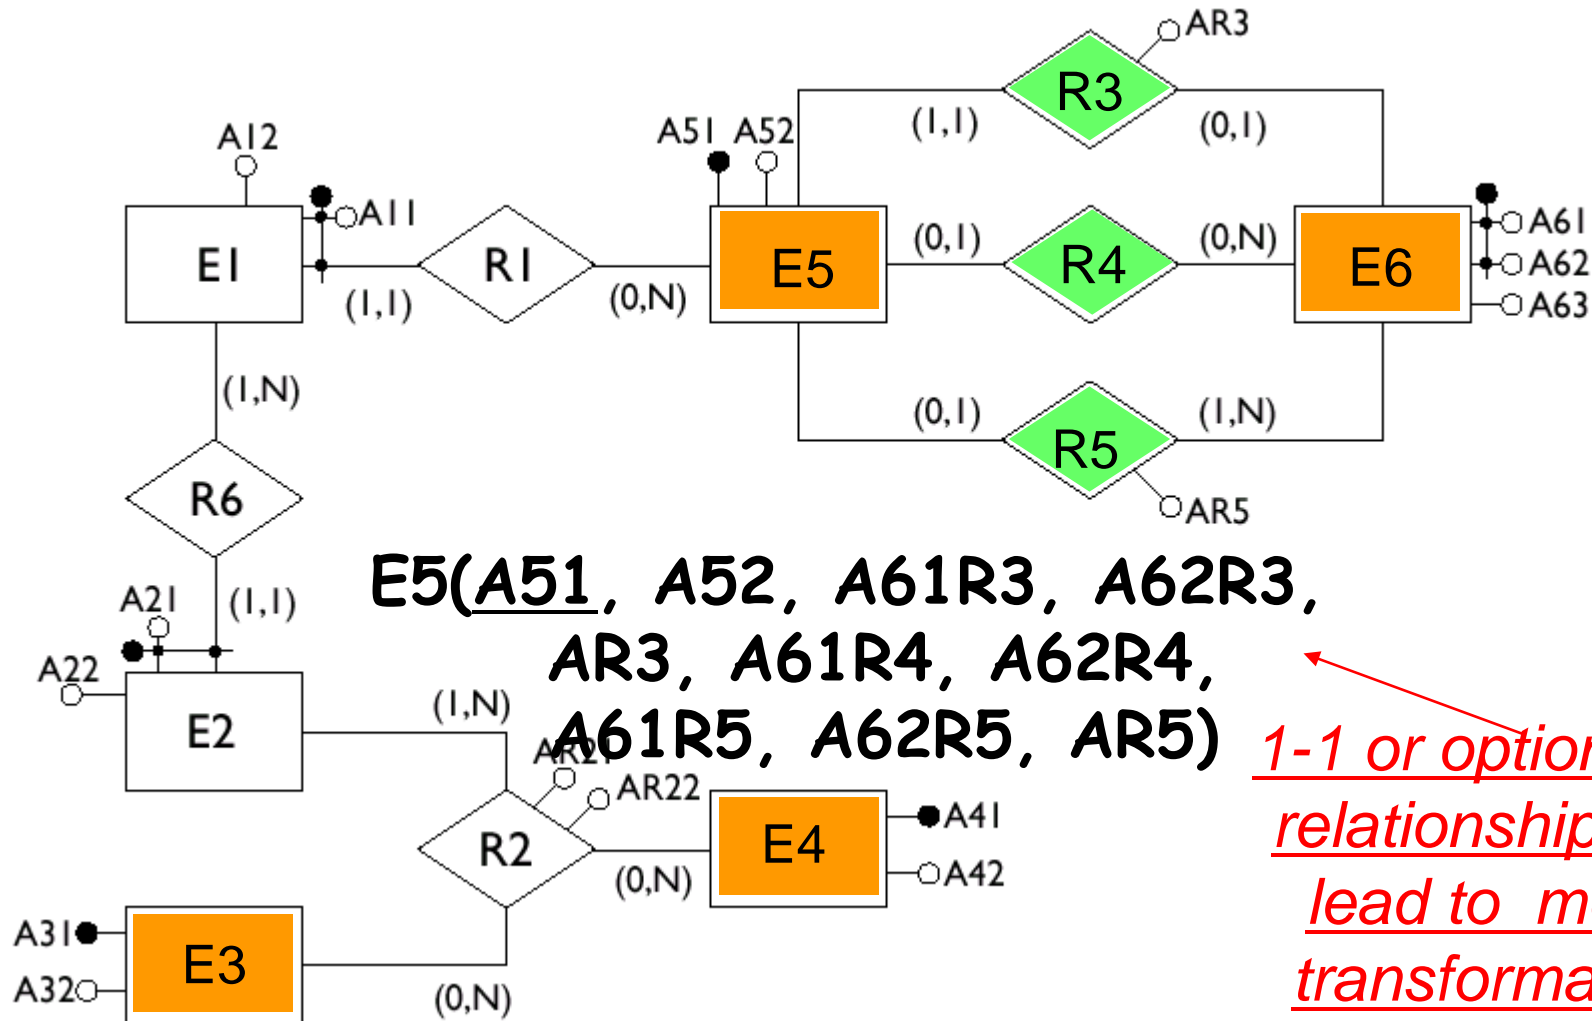 AR3
R3
(1,1)
(0,1)
A12
A51 A52
A11
E1
R1
(1,1)
(0,N)
E5
(0,1)
R4
(0,N)
E6
A61
A62
A63
(1,N)
(0,1)
R5
(1,N)
AR5
R6
(1,1)
A21
A22
E2
E5(A51, A52, A61R3, A62R3,
AR3, A61R4, A62R4,
A61R5, A62R5, AR5)
(1,N)
AR21
AR22
R2
(0,N)
E4
A41
A42
A31
A32
E3
(0,N)
1-1 or option
relationship
lead to m
transforma